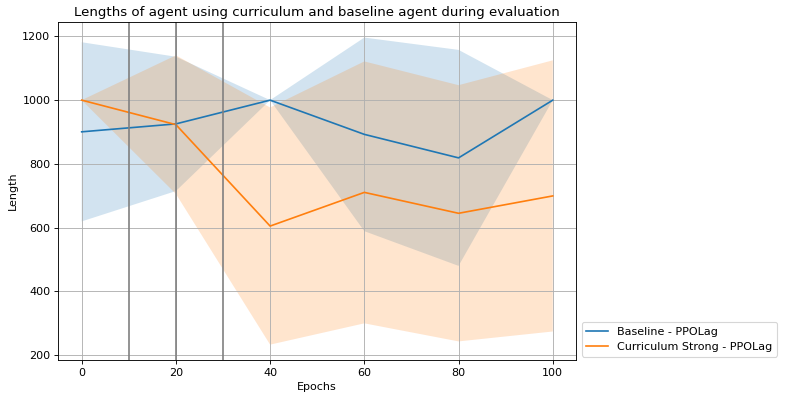 Lengths of agent using curriculum and baseline agent during evaluation
1200
1000
800
600
400
200
Length
0 20 40 60 80 100
Epochs
Baseline - PPOLag
Curriculum Strong - PPOLag